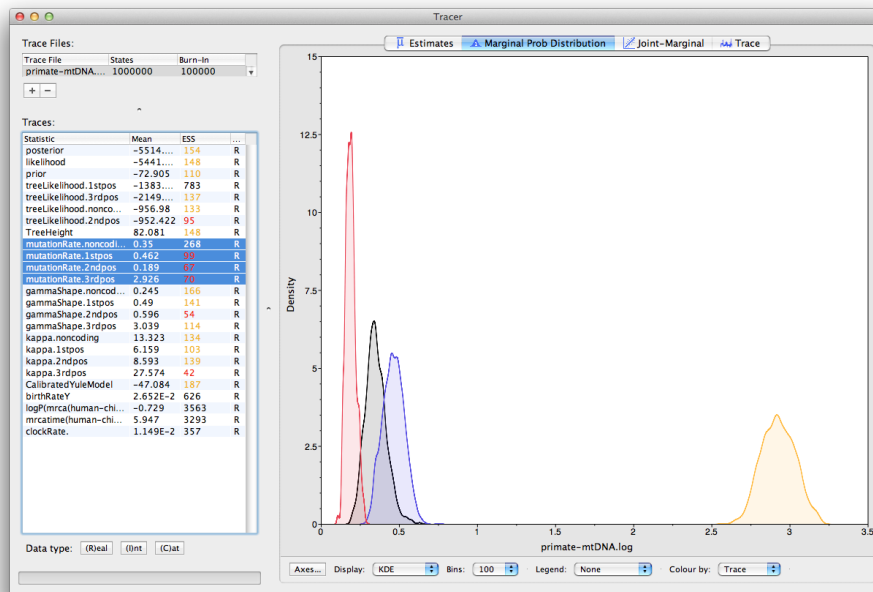 Tracer
Trace Files:
Trace File States Burn-In
primate-mtDNA.... 1000000 100000
+ −
Traces:
Statistic Mean ESS ...
posterior -5514.... 154 R
likelihood -5441.... 148 R
prior -72.905 110 R
treeLikelihood.1stpos -1383.... 783 R
treeLikelihood.3rdpos -2149.... 137 R
treeLikelihood.nonco... -956.98 133 R
treeLikelihood.2ndpos -952.422 95 R
TreeHeight 82.081 148 R
mutationRate.noncodi... 0.35 268 R
mutationRate.1stpos 0.462 99 R
mutationRate.2ndpos 0.189 67 R
mutationRate.3rdpos 2.926 70 R
gammaShape.noncod... 0.245 166 R
gammaShape.1stpos 0.49 141 R
gammaShape.2ndpos 0.596 54 R
gammaShape.3rdpos 3.039 114 R
kappa.noncoding 13.323 134 R
kappa.1stpos 6.159 103 R
kappa.2ndpos 8.593 139 R
kappa.3rdpos 27.574 42 R
CalibratedYuleModel -47.084 187 R
birthRateY 2.652E-2 626 R
logP(mrca(human-chi... -0.729 3563 R
mrcatime(human-chi... 5.947 3293 R
clockRate. 1.149E-2 357 R
Data type: (R)eal (I)nt (C)at
Estimates Marginal Prob Distribution Joint-Marginal Trace
15
12.5
10
7.5
5
2.5
0
Density
0 0.5 1 1.5 2 2.5 3 3.5
primate-mtDNA.log
Axes... Display: KDE Bins: 100 Legend: None Colour by: Trace